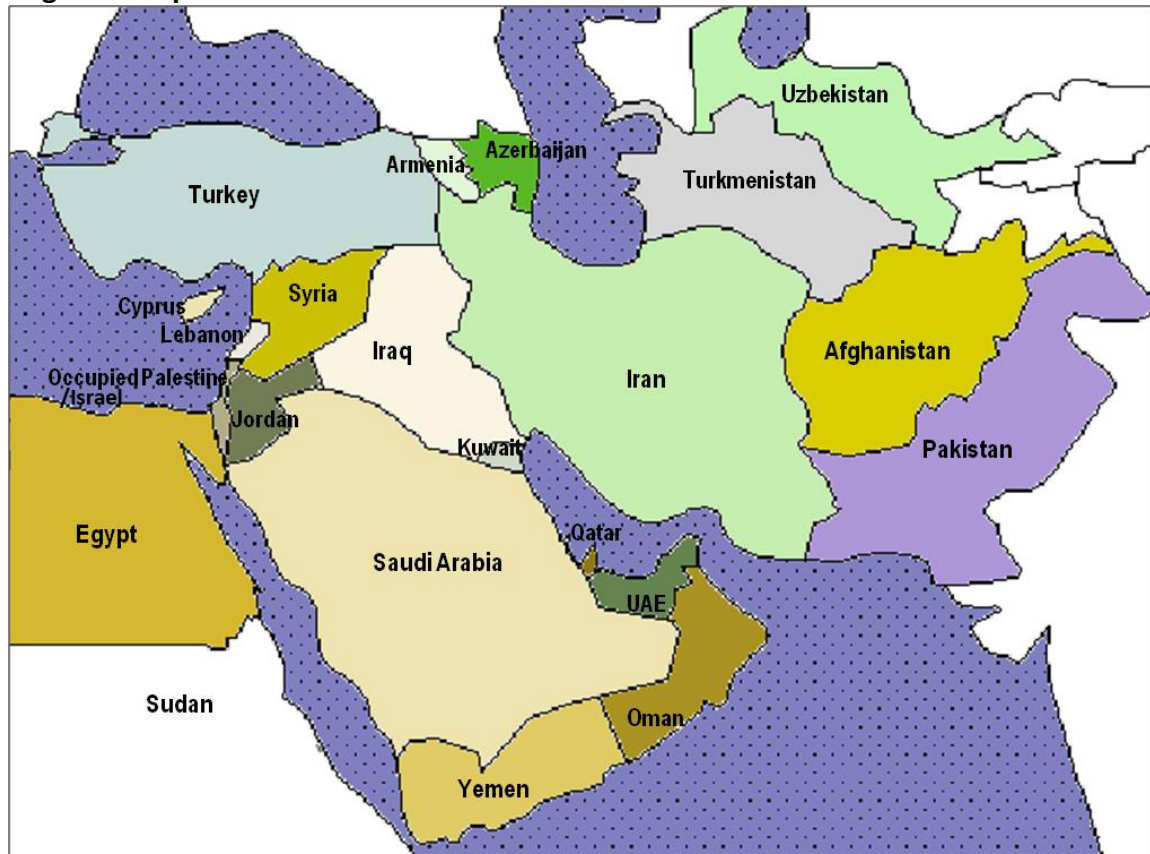 Uzbekistan
Azerbaijan
Armenia
Turkmenistan
Turkey
Syria
Cyprus
Lebanon
Iraq
Afghanistan
Iran
Occupied Palestine
/Israel
Jordan
Kuwait
Pakistan
Egypt
Qatar
Saudi Arabia
UAE
Sudan
Oman
Yemen